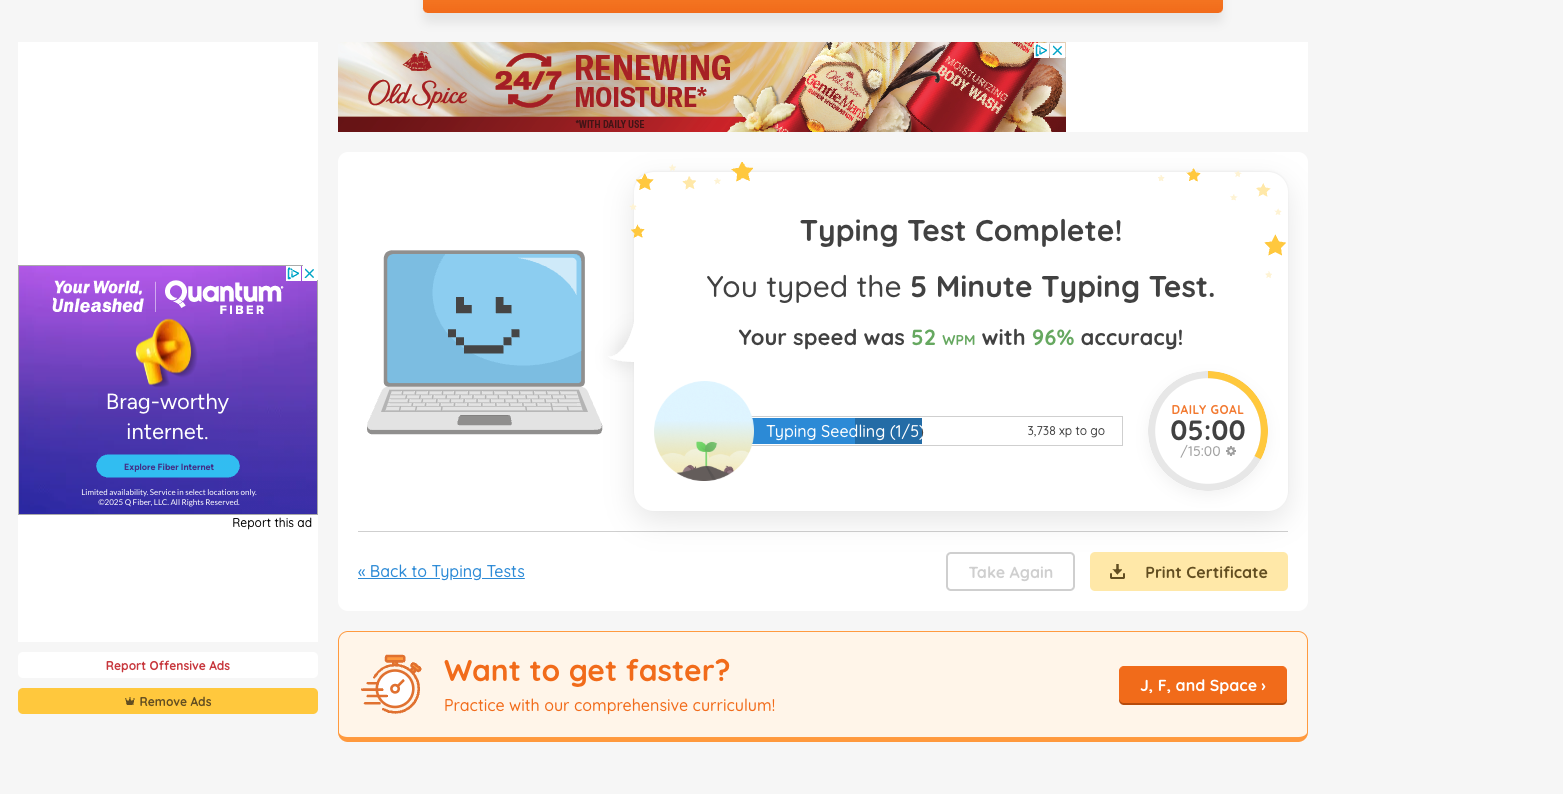 Old Spice
24/7
RENEWING
MOISTURE*
*WITH DAILY USE
Old Spice
GentleMan's
SUPER HYDRATION
MOISTURIZING
BODY WASH
Your World,
Unleashed
Quantum
FIBER
Brag-worthy
internet.
Explore Fiber Internet
Limited availability. Service in select locations only.
©2025 Q Fiber, LLC. All Rights Reserved.
Report this ad
Report Offensive Ads
Remove Ads
Typing Test Complete!
You typed the 5 Minute Typing Test.
Your speed was 52 WPM with 96% accuracy!
Typing Seedling (1/5)
3,738 xp to go
DAILY GOAL
05:00
/15:00
« Back to Typing Tests
Take Again
Print Certificate
Want to get faster?
Practice with our comprehensive curriculum!
J, F, and Space ›